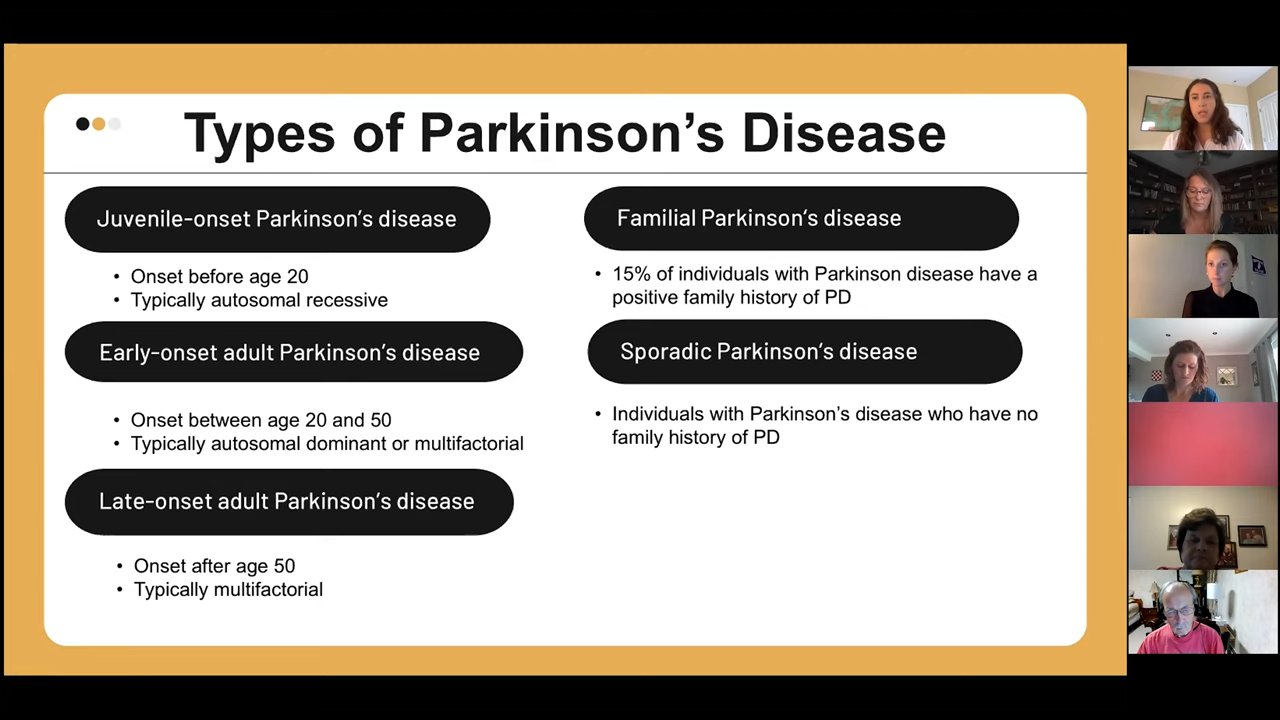 Types of Parkinson’s Disease
Juvenile-onset Parkinson’s disease
• Onset before age 20
• Typically autosomal recessive
Early-onset adult Parkinson’s disease
• Onset between age 20 and 50
• Typically autosomal dominant or multifactorial
Late-onset adult Parkinson’s disease
• Onset after age 50
• Typically multifactorial
Familial Parkinson’s disease
• 15% of individuals with Parkinson disease have a
positive family history of PD
Sporadic Parkinson’s disease
• Individuals with Parkinson’s disease who have no
family history of PD